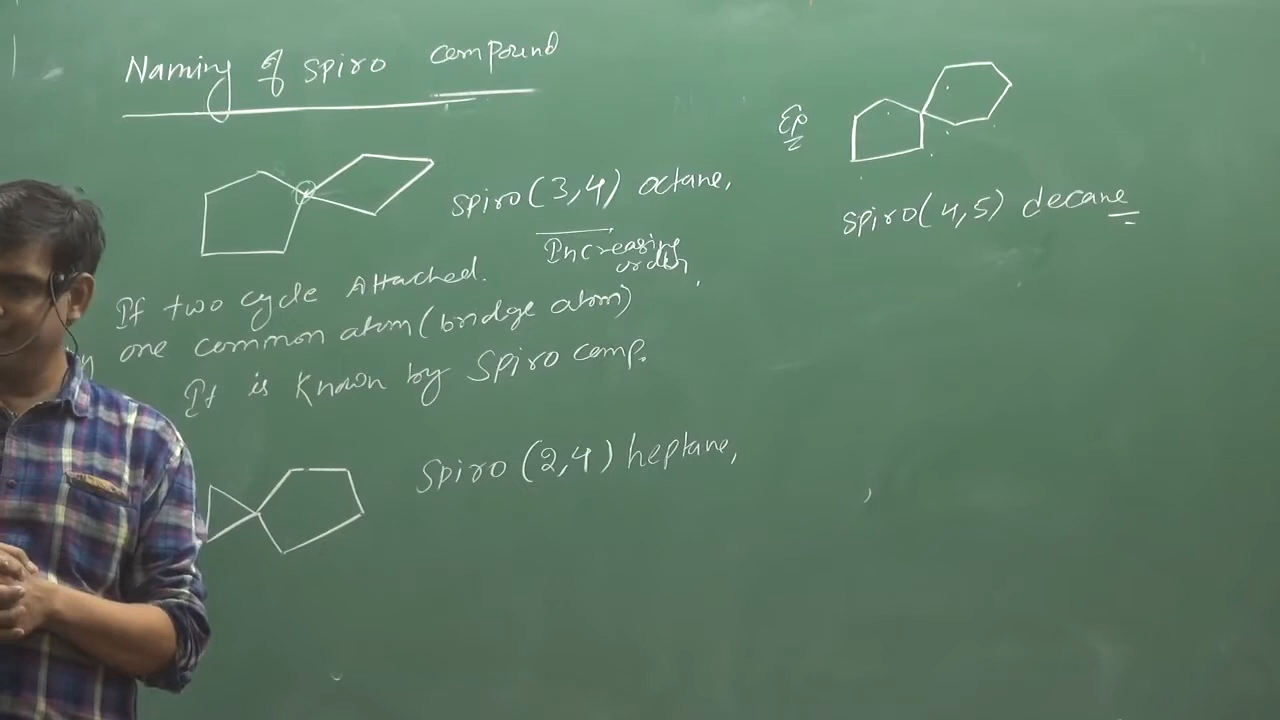 Naming of spiro compound
spiro (3,4) octane,
Increasing
order
If two cycle Attached.
one common atom (bridge atom)
It is known by Spiro comp.
Spiro (2,4) heptane,
Ex
spiro (4,5) decane